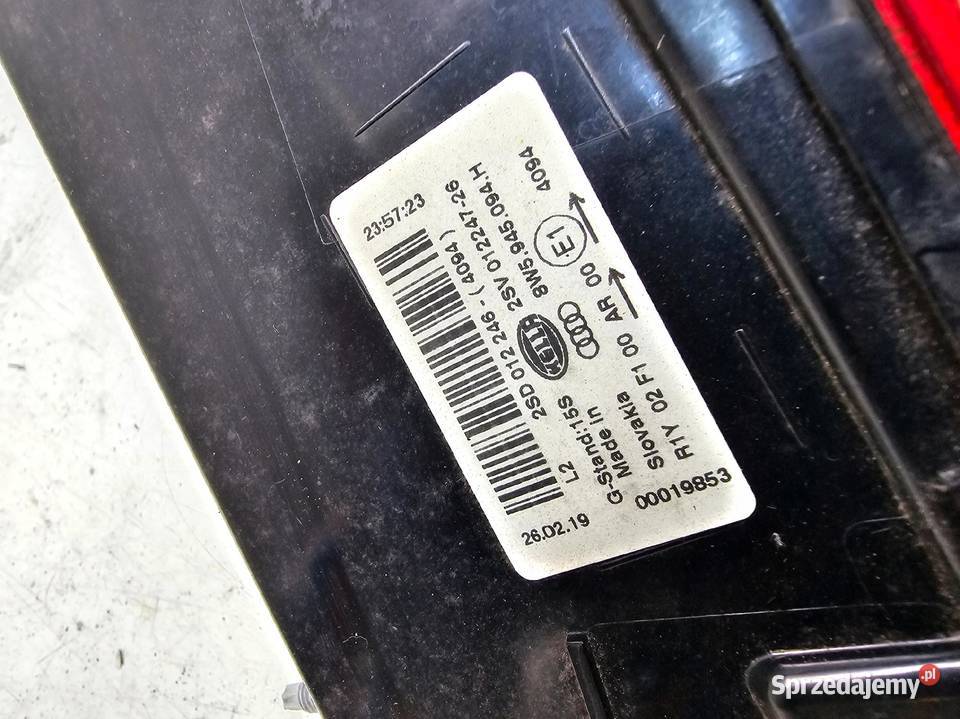 26.02.19 23:57:23
L2 2SD 012 246-(4094)
G-Stand:15S 2SV 012247-26
Made in HELLA 8W5.945.094.H
Slovakia
R1Y 02 F1 00 AR 00 E1
00019853 4094
Sprzedajemy.pl